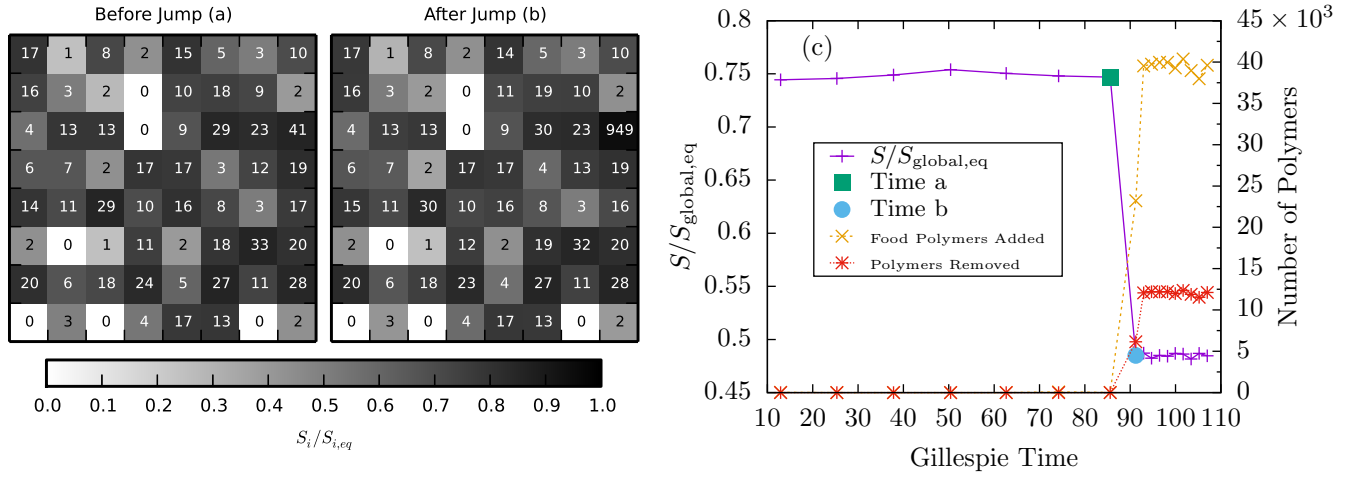 Before Jump (a)
17 1 8 2 15 5 3 10
16 3 2 0 10 18 9 2
4 13 13 0 9 29 23 41
6 7 2 17 17 3 12 19
14 11 29 10 16 8 3 17
2 0 1 11 2 18 33 20
20 6 18 24 5 27 11 28
0 3 0 4 17 13 0 2
After Jump (b)
17 1 8 2 14 5 3 10
16 3 2 0 10 20 10 2
4 13 13 0 9 30 23 949
6 7 2 17 17 4 13 19
15 11 30 10 16 8 3 16
2 0 1 12 2 19 32 20
20 6 18 23 4 27 11 28
0 3 0 4 17 13 0 2
0.0 0.1 0.2 0.3 0.4 0.5 0.6 0.7 0.8 0.9 1.0
S_i/S_{i,eq}
(c)
S/S_{global,eq}
0.8
0.75
0.7
0.65
0.6
0.55
0.5
0.45
S/S_{global,eq}
Time a
Time b
Food Polymers Added
Polymers Removed
45 × 10³
40
35
30
25
20
15
10
5
0
Number of Polymers
10 20 30 40 50 60 70 80 90 100 110
Gillespie Time